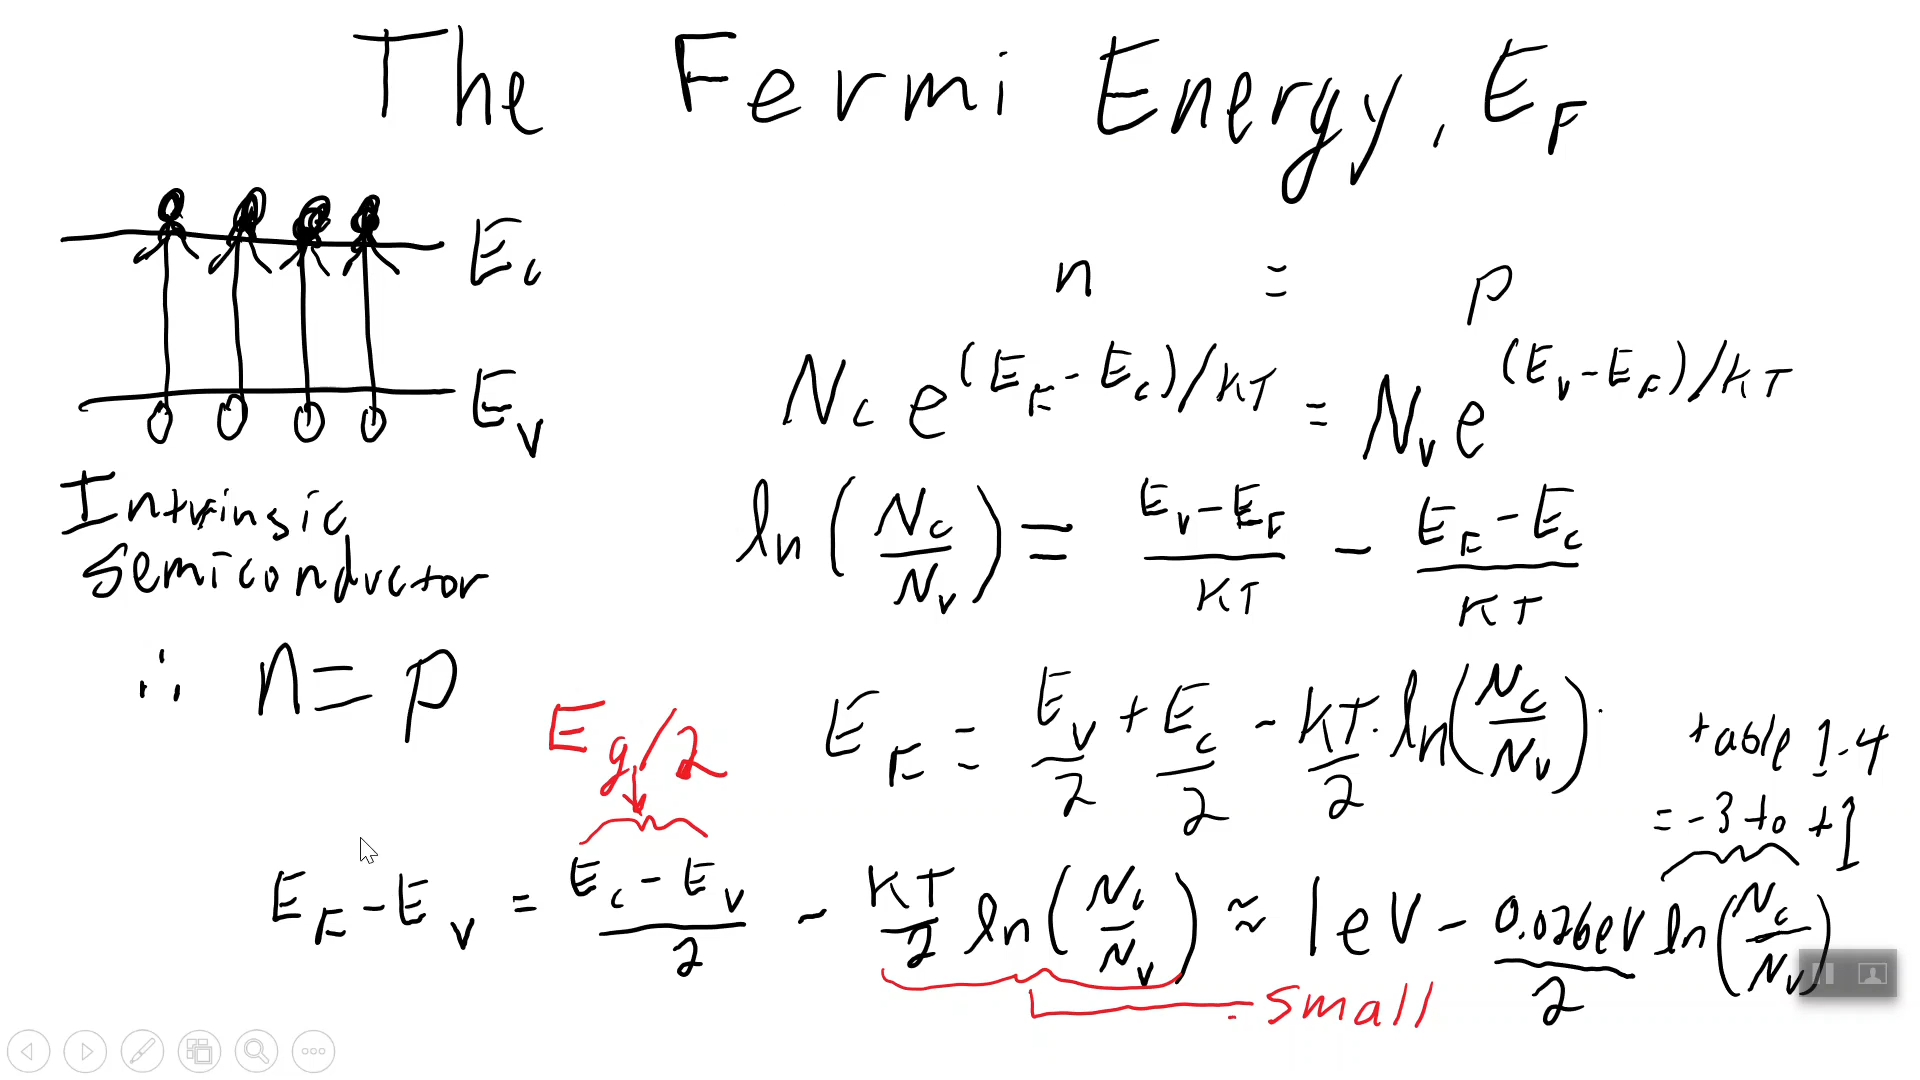 The Fermi Energy, E_F
E_c
E_v
Intrinsic
semiconductor
∴ n = p
n = p
N_c e^{(E_F - E_c)/KT} = N_v e^{(E_v - E_F)/KT}
ln(N_c/N_v) = (E_v - E_F)/KT - (E_F - E_c)/KT
E_F = E_v/2 + E_c/2 - KT/2 · ln(N_c/N_v)
table 1-4
= -3 to +1
E_g/2
E_F - E_v = (E_c - E_v)/2 - KT/2 ln(N_c/N_v) ≈ 1eV - 0.026eV/2 ln(N_c/N_v)
small